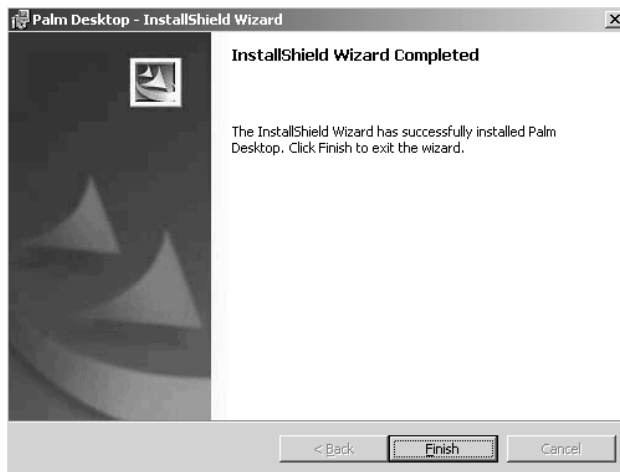 Palm Desktop - InstallShield Wizard
InstallShield Wizard Completed
The InstallShield Wizard has successfully installed Palm
Desktop. Click Finish to exit the wizard.
< Back Finish Cancel